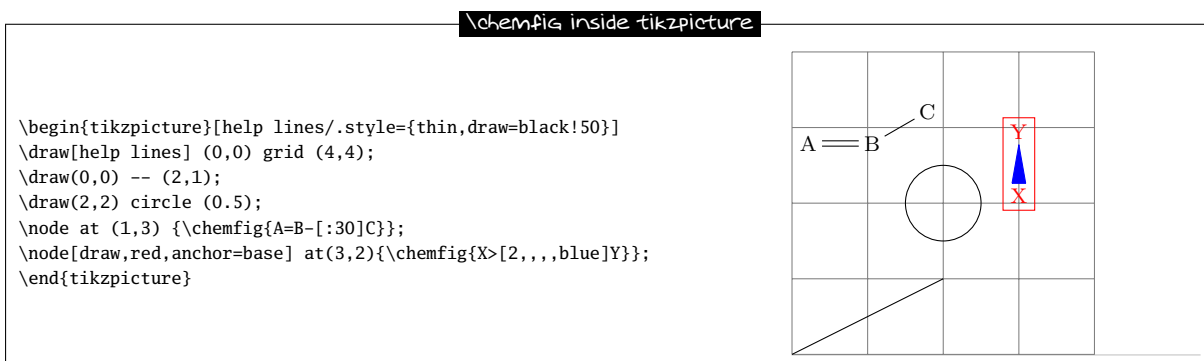 \chemfig inside tikzpicture
\begin{tikzpicture}[help lines/.style={thin,draw=black!50}]
\draw[help lines] (0,0) grid (4,4);
\draw(0,0) -- (2,1);
\draw(2,2) circle (0.5);
\node at (1,3) {\chemfig{A=B-[:30]C}};
\node[draw,red,anchor=base] at(3,2){\chemfig{X>[2,,,,blue]Y}};
\end{tikzpicture}
C
A B
Y
X